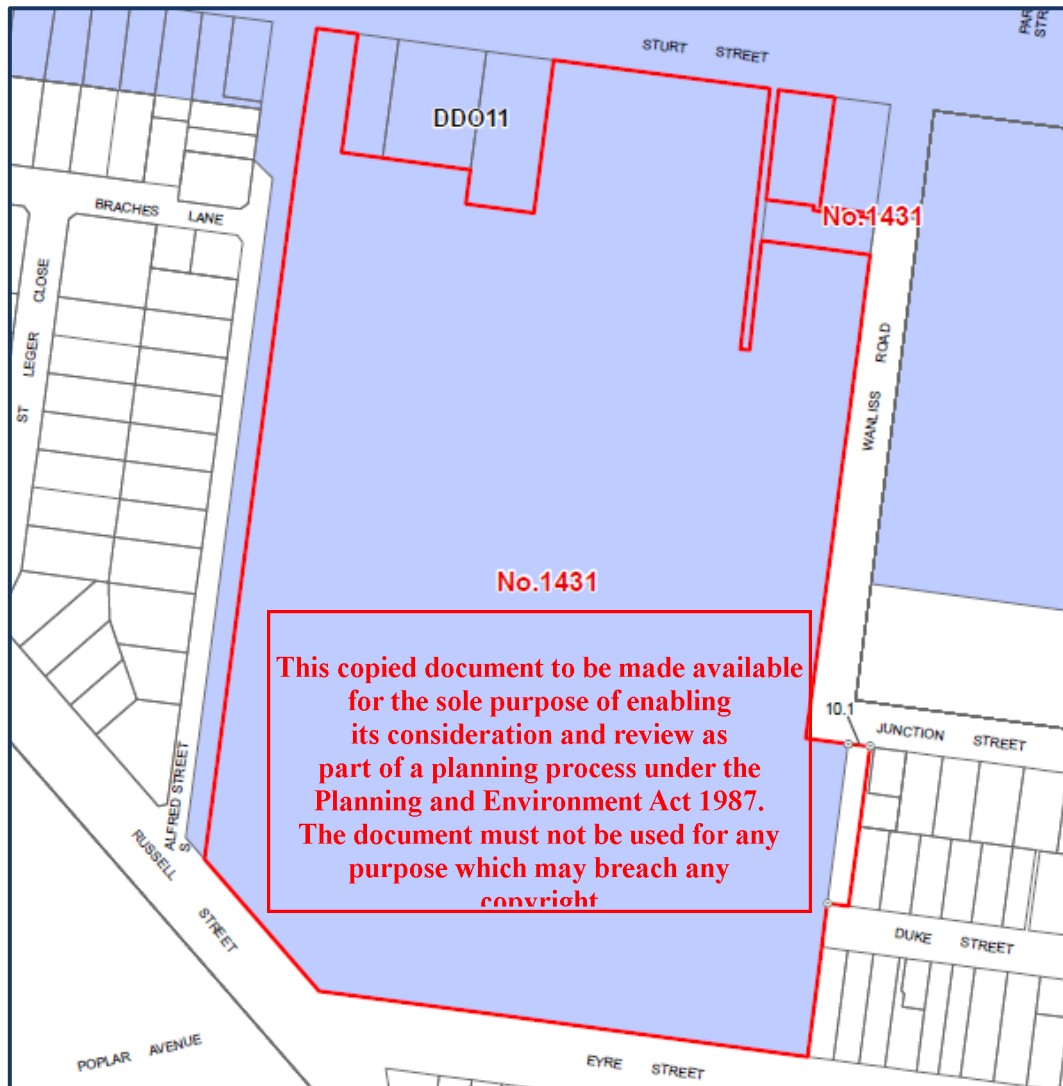 PAR
STR
STURT STREET
DDO11
BRACHES LANE
No.1431
ST LEGER CLOSE
WANLISS ROAD
No.1431
This copied document to be made available
for the sole purpose of enabling
its consideration and review as
part of a planning process under the
Planning and Environment Act 1987.
The document must not be used for any
purpose which may breach any
copyright
10.1
JUNCTION STREET
ALFRED STREET
S
RUSSELL STREET
DUKE STREET
POPLAR AVENUE
EYRE STREET